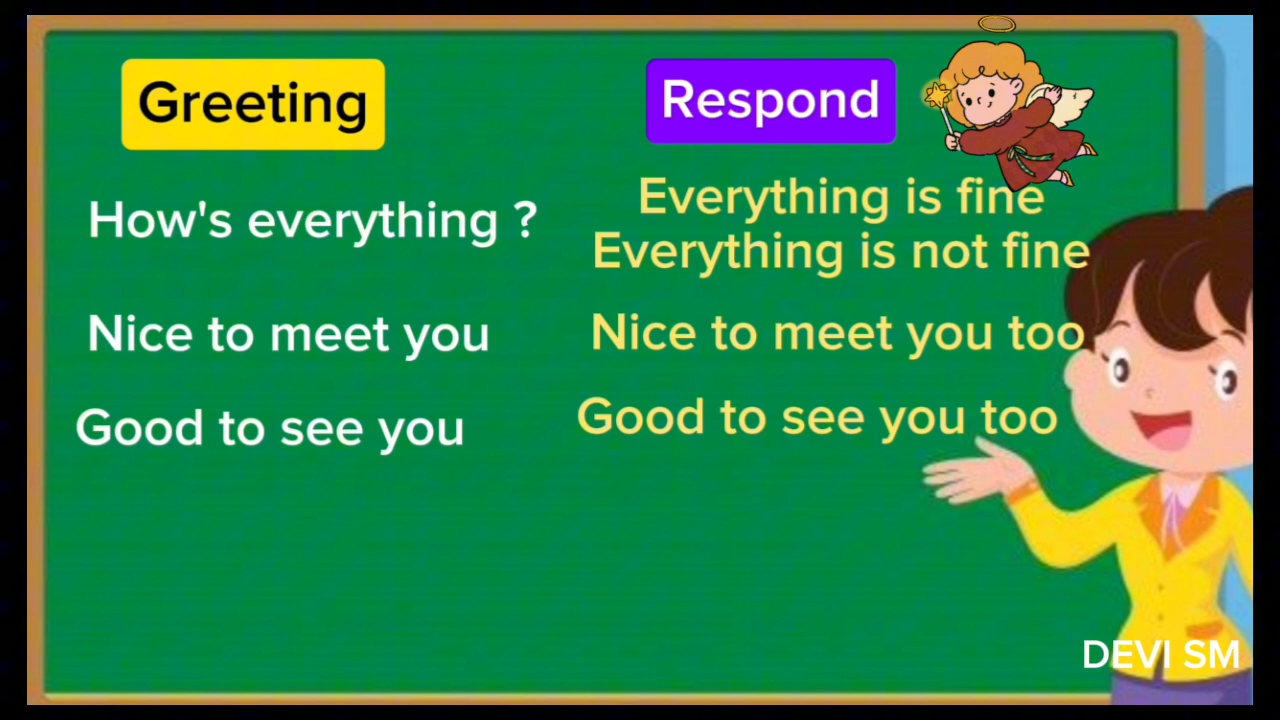 Greeting
Respond
How's everything ?
Everything is fine
Everything is not fine
Nice to meet you
Nice to meet you too
Good to see you
Good to see you too
DEVI SM